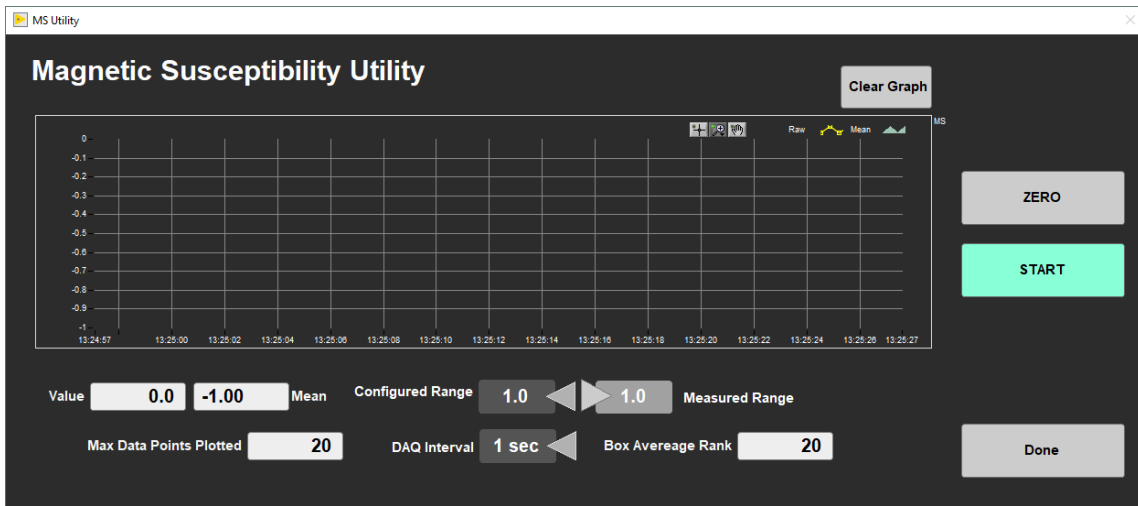 MS Utility
Magnetic Susceptibility Utility
Clear Graph
Raw Mean
MS
0
-0.1
-0.2
-0.3
-0.4
-0.5
-0.6
-0.7
-0.8
-0.9
-1
13:24:57 13:25:00 13:25:02 13:25:04 13:25:06 13:25:08 13:25:10 13:25:12 13:25:14 13:25:16 13:25:18 13:25:20 13:25:22 13:25:24 13:25:26 13:25:27
ZERO
START
Value 0.0 -1.00 Mean Configured Range 1.0 1.0 Measured Range
Max Data Points Plotted 20 DAQ Interval 1 sec Box Avereage Rank 20
Done